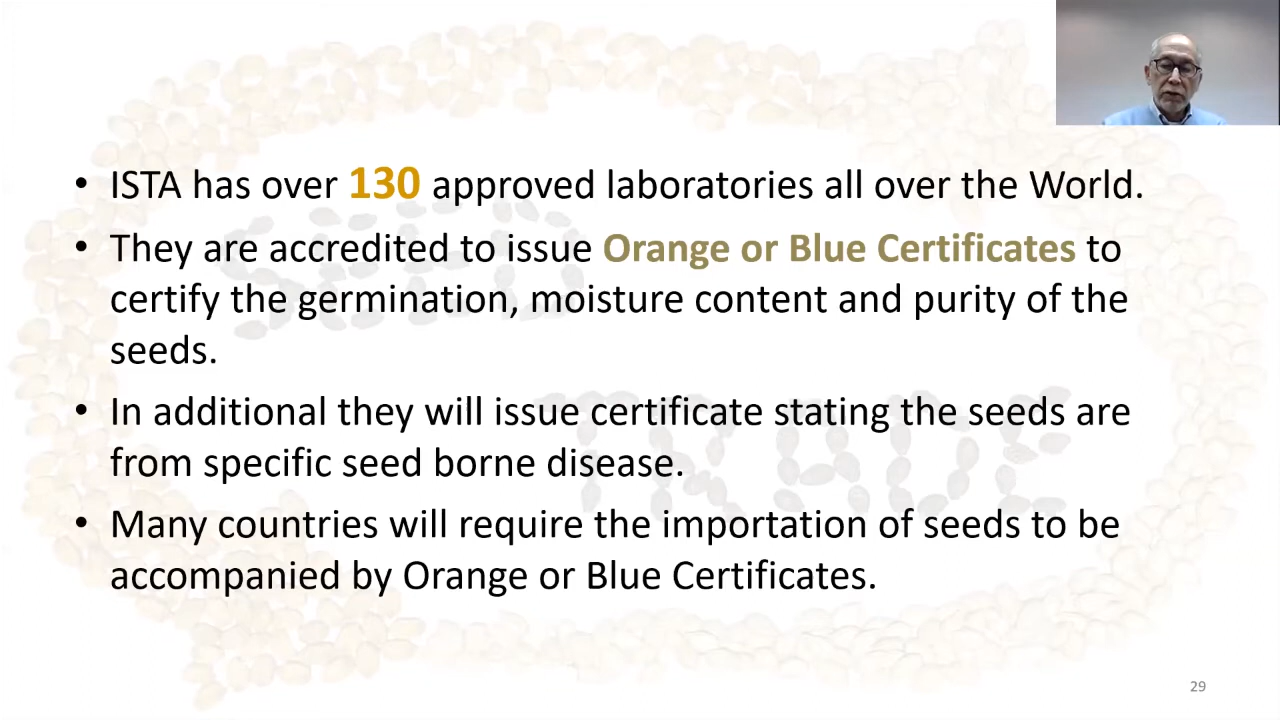 • ISTA has over 130 approved laboratories all over the World.
• They are accredited to issue Orange or Blue Certificates to
certify the germination, moisture content and purity of the
seeds.
• In additional they will issue certificate stating the seeds are
from specific seed borne disease.
• Many countries will require the importation of seeds to be
accompanied by Orange or Blue Certificates.
SEED
TRADE
29